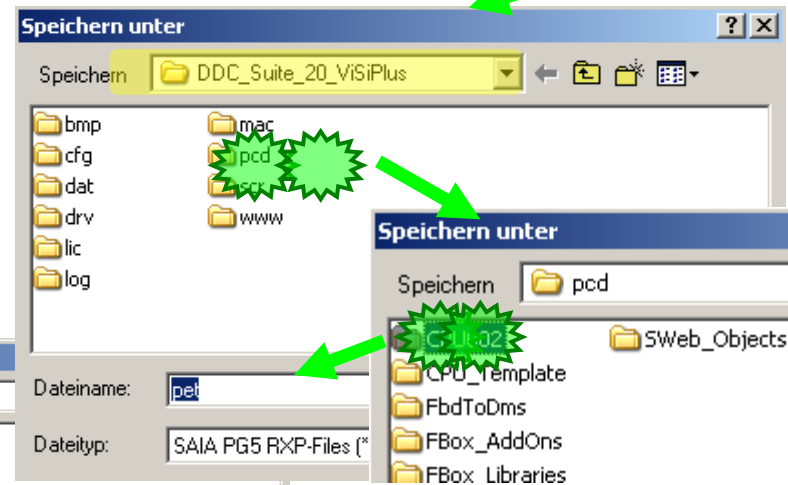 Speichern unter
Speichern DDC_Suite_20_ViSiPlus
bmp mac
cfg pcd
dat scr
drv www
lic
log
Dateiname: pet
Dateityp: SAIA PG5 RXP-Files (*
Speichern unter
Speichern pcd
SWeb_Objects
CPU_Template
FbdToDms
FBox_AddOns
FBox_Libraries